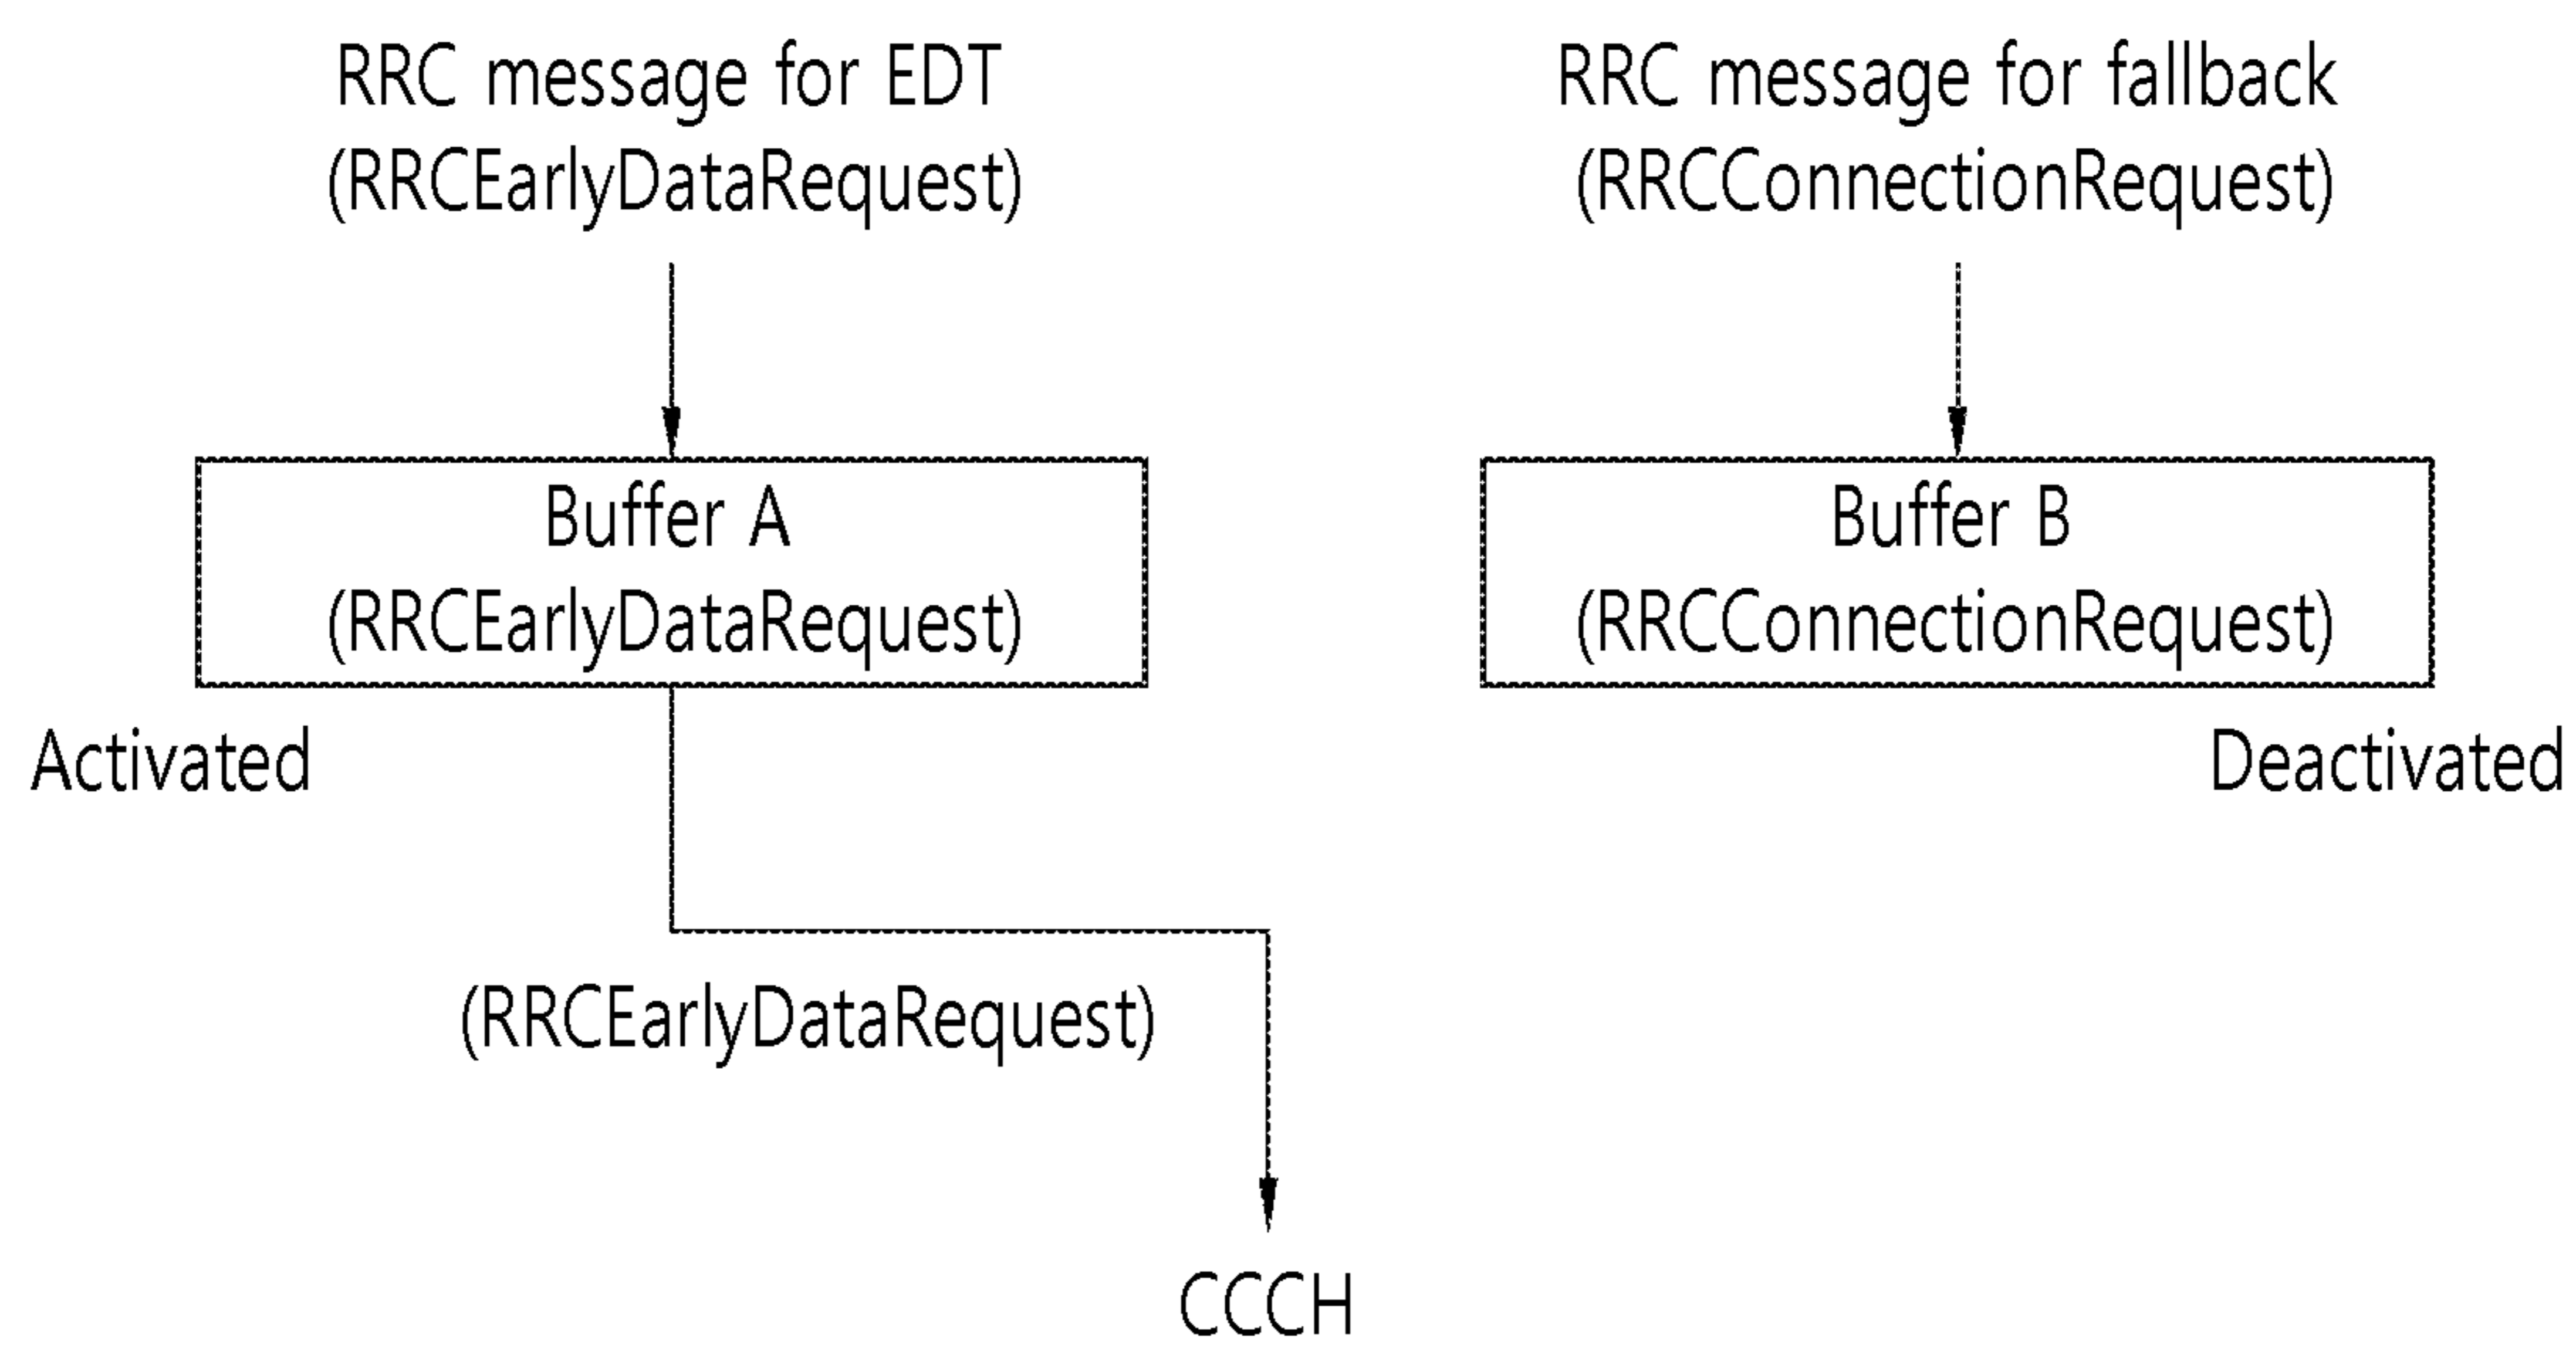 RRC message for EDT
(RRCEarlyDataRequest)
RRC message for fallback
(RRCConnectionRequest)
Buffer A
(RRCEarlyDataRequest)
Buffer B
(RRCConnectionRequest)
Activated
Deactivated
(RRCEarlyDataRequest)
CCCH